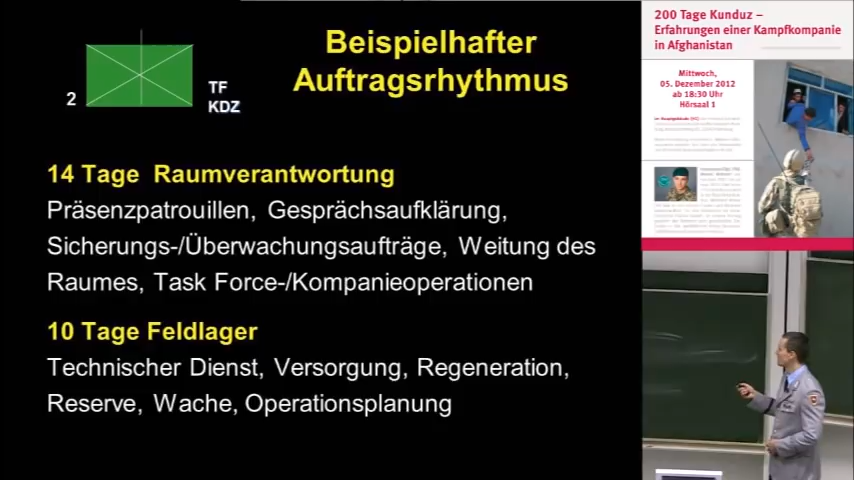 Beispielhafter
Auftragsrhythmus
2
TF
KDZ
14 Tage Raumverantwortung
Präsenzpatrouillen, Gesprächsaufklärung,
Sicherungs-/Überwachungsaufträge, Weitung des
Raumes, Task Force-/Kompanieoperationen
10 Tage Feldlager
Technischer Dienst, Versorgung, Regeneration,
Reserve, Wache, Operationsplanung
200 Tage Kunduz –
Erfahrungen einer Kampfkompanie
in Afghanistan
Mittwoch,
05. Dezember 2012
ab 18:30 Uhr
Hörsaal 1